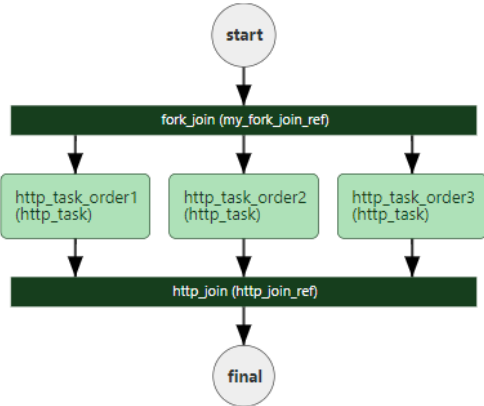 start
fork_join (my_fork_join_ref)
http_task_order1
(http_task)
http_task_order2
(http_task)
http_task_order3
(http_task)
http_join (http_join_ref)
final